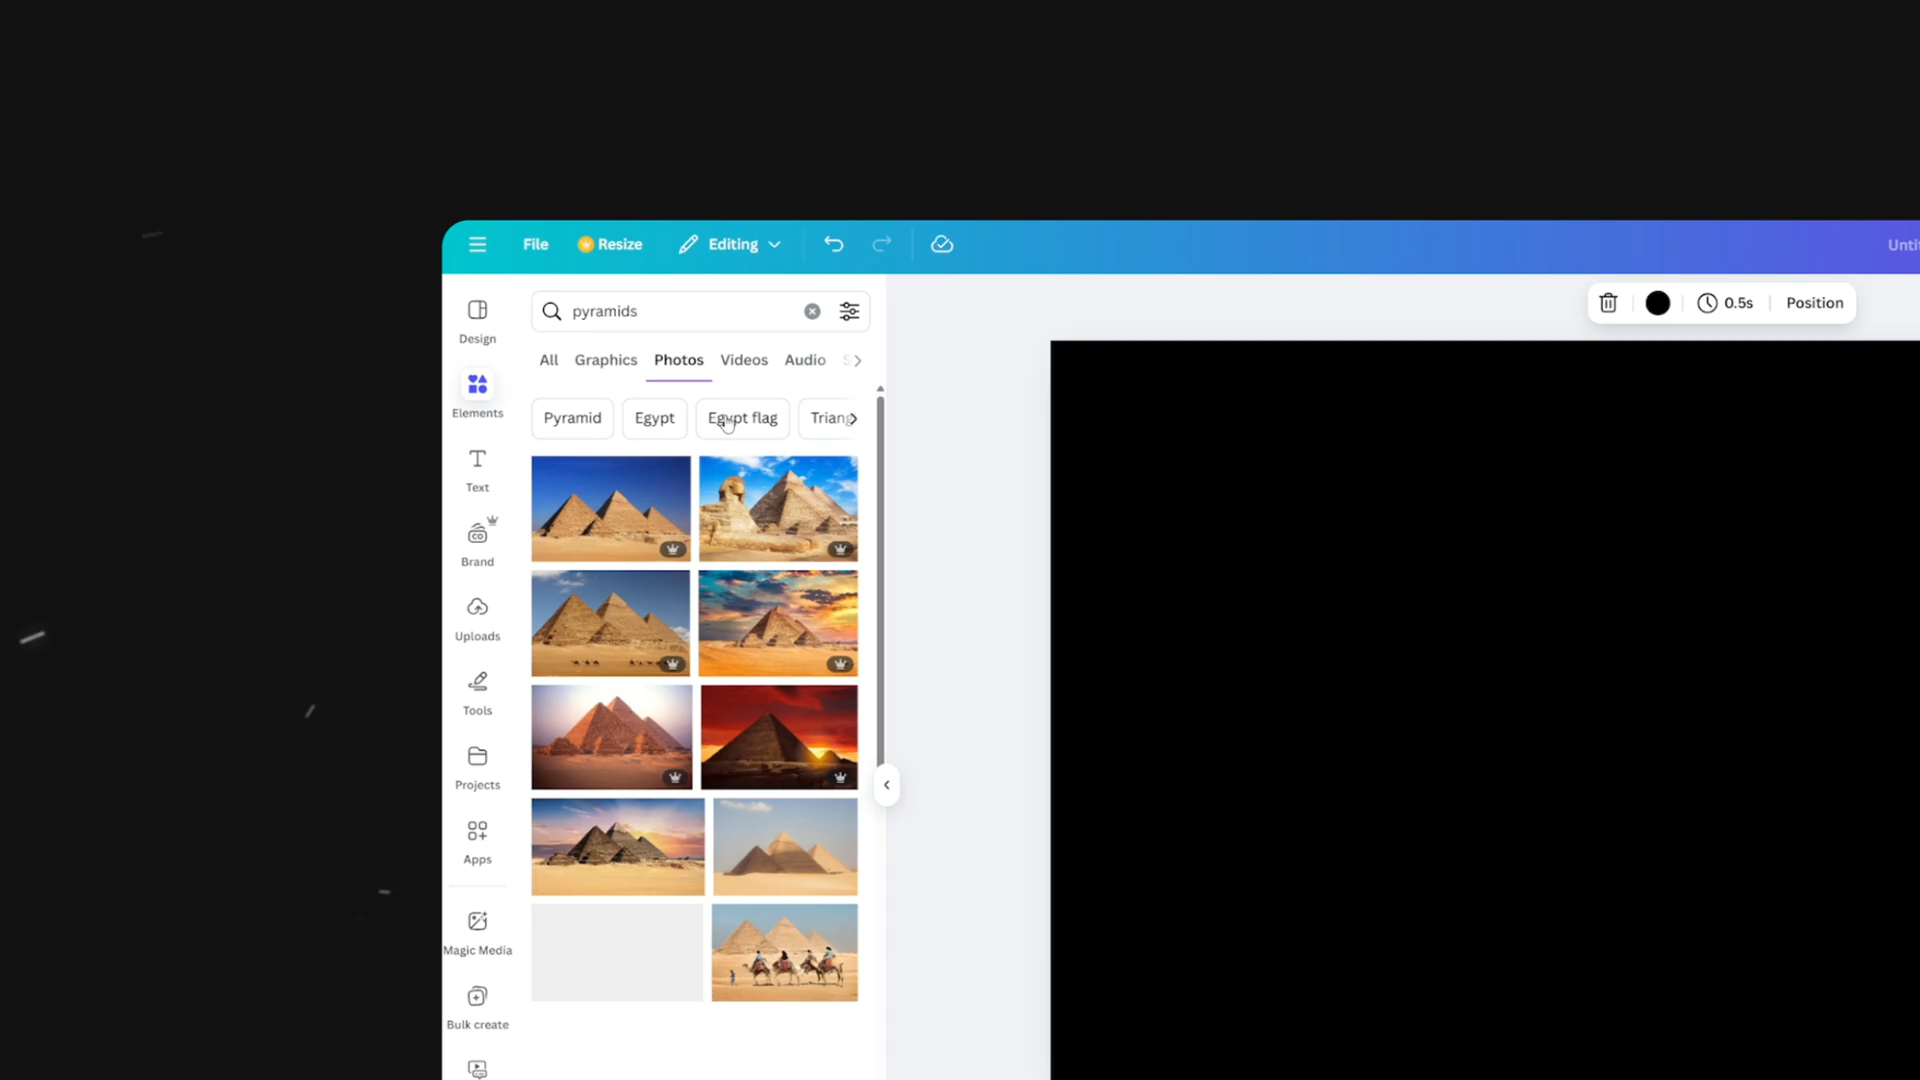 File
Resize
Editing
Unti
Design
Elements
Text
Brand
Uploads
Tools
Projects
Apps
Magic Media
Bulk create
pyramids
All Graphics Photos Videos Audio
Pyramid Egypt Egypt flag Triang
0.5s
Position